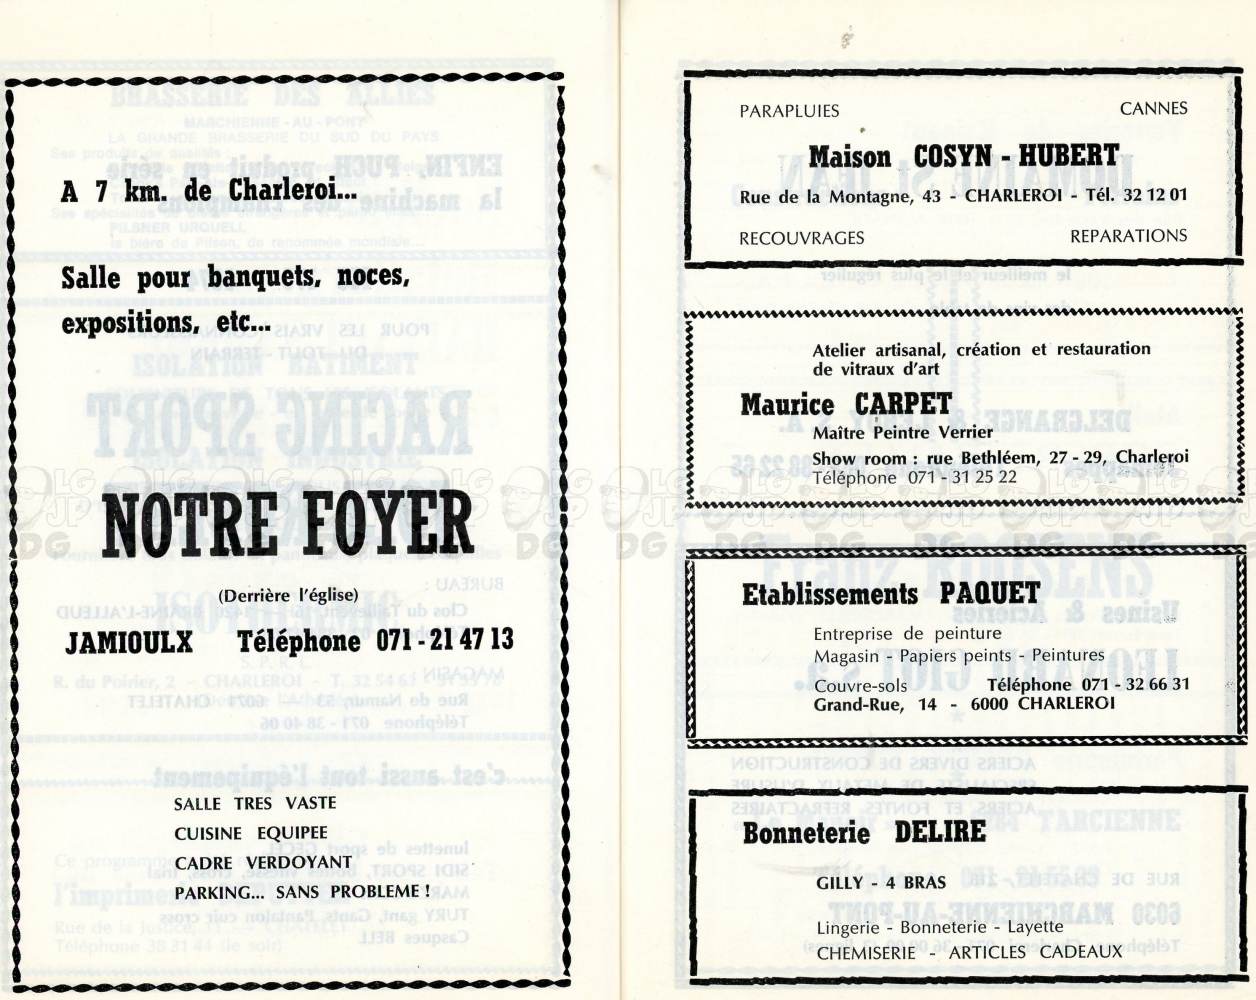 A 7 km. de Charleroi...
Salle pour banquets, noces,
expositions, etc...
NOTRE FOYER
(Derrière l'église)
JAMIOULX Téléphone 071-21 47 13
SALLE TRES VASTE
CUISINE EQUIPEE
CADRE VERDOYANT
PARKING... SANS PROBLEME !
PARAPLUIES CANNES
Maison COSYN - HUBERT
Rue de la Montagne, 43 - CHARLEROI - Tél. 32 12 01
RECOUVRAGES REPARATIONS
Atelier artisanal, création et restauration
de vitraux d'art
Maurice CARPET
Maître Peintre Verrier
Show room : rue Bethléem, 27 - 29, Charleroi
Téléphone 071 - 31 25 22
Etablissements PAQUET
Entreprise de peinture
Magasin - Papiers peints - Peintures
Couvre-sols Téléphone 071 - 32 66 31
Grand-Rue, 14 - 6000 CHARLEROI
Bonneterie DELIRE
GILLY - 4 BRAS
Lingerie - Bonneterie - Layette
CHEMISERIE - ARTICLES CADEAUX